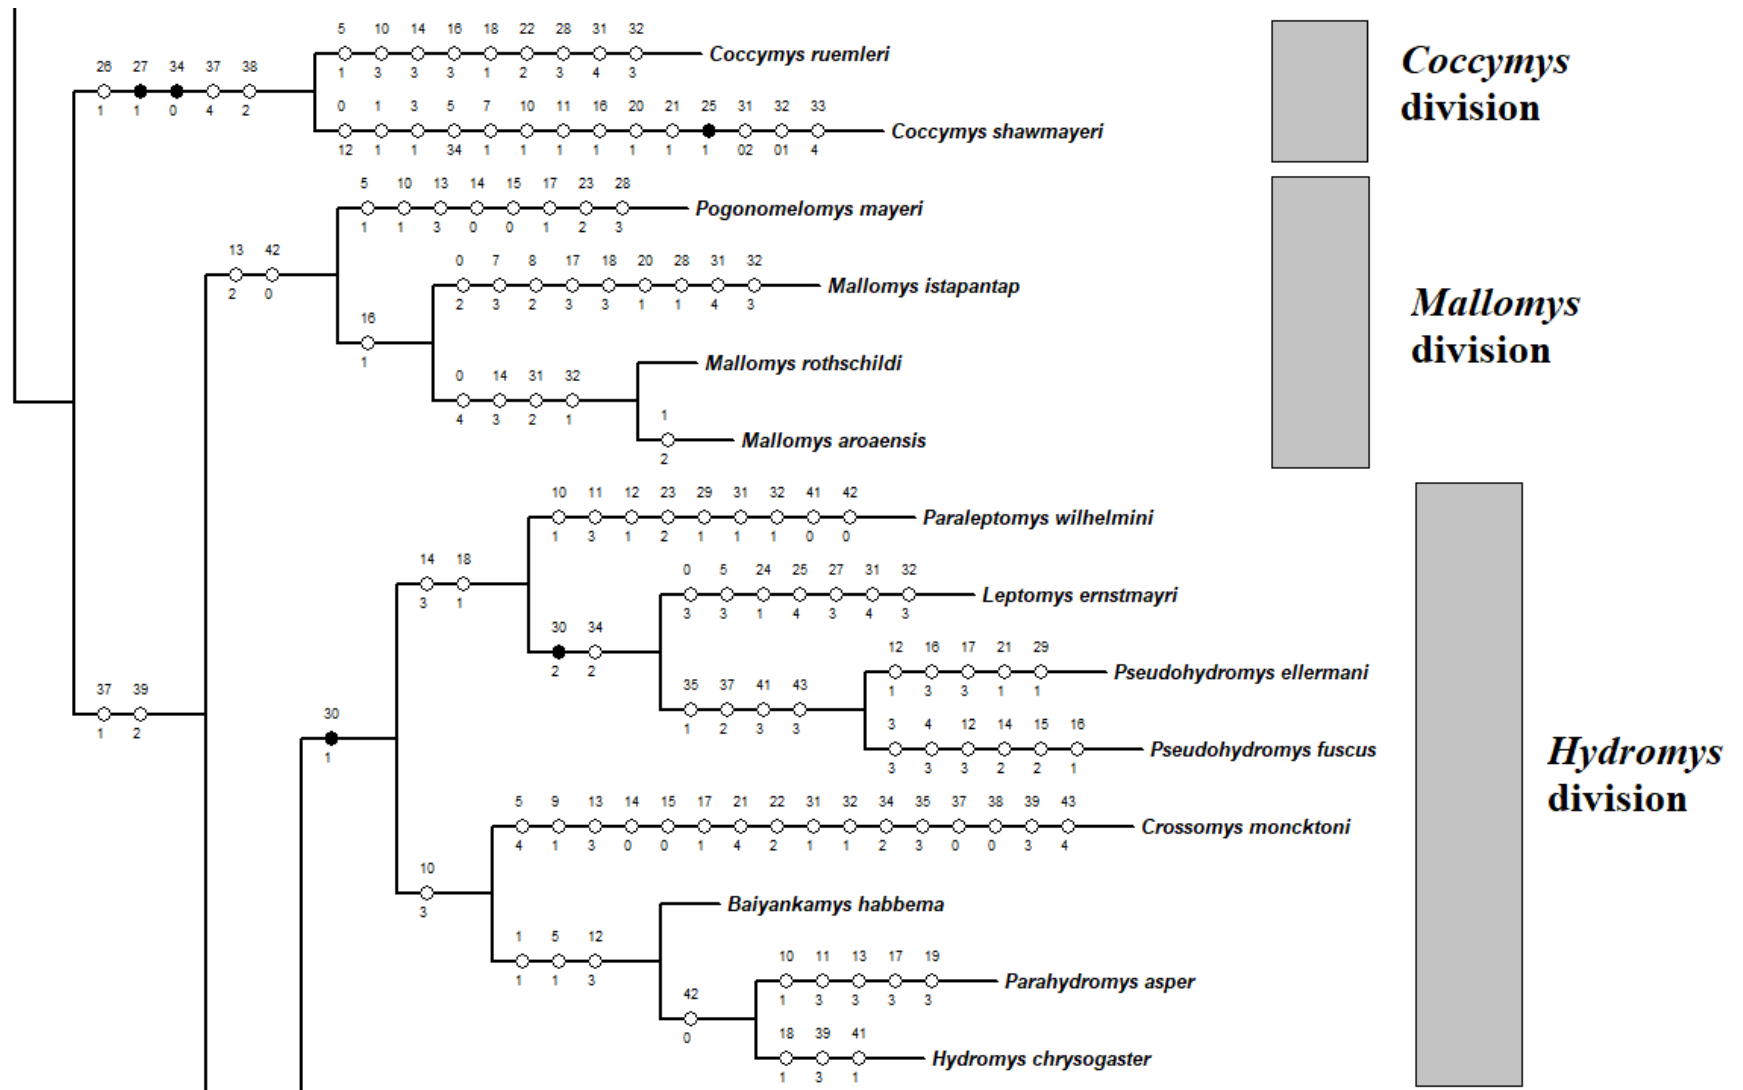 5 10 14 16 18 22 28 31 32
Coccymys ruemleri
1 3 3 3 1 2 3 4 3
26 27 34 37 38
1 1 0 4 2
0 1 3 5 7 10 11 16 20 21 25 31 32 33
Coccymys shawmayeri
12 1 1 34 1 1 1 1 1 1 1 02 01 4
Coccymys
division
5 10 13 14 15 17 23 28
Pogonomelomys mayeri
1 1 3 0 0 1 2 3
13 42
2 0
0 7 8 17 18 20 28 31 32
Mallomys istapantap
2 3 2 3 3 1 1 4 3
16
1
Mallomys rothschildi
0 14 31 32
4 3 2 1
1
Mallomys aroaensis
2
Mallomys
division
10 11 12 23 29 31 32 41 42
Paraleptomys wilhelmini
1 3 1 2 1 1 1 0 0
14 18
3 1
0 5 24 25 27 31 32
Leptomys ernstmayri
3 3 1 4 3 4 3
30 34
2 2
12 16 17 21 29
Pseudohydromys ellermani
1 3 3 1 1
35 37 41 43
1 2 3 3
3 4 12 14 15 16
Pseudohydromys fuscus
3 3 3 2 2 1
37 39
1 2
30
1
5 9 13 14 15 17 21 22 31 32 34 35 37 38 39 43
Crossomys moncktoni
4 1 3 0 0 1 4 2 1 1 2 3 0 0 3 4
10
3
Baiyankamys habbema
1 5 12
1 1 3
10 11 13 17 19
Parahydromys asper
1 3 3 3 3
42
0
18 39 41
Hydromys chrysogaster
1 3 1
Hydromys
division